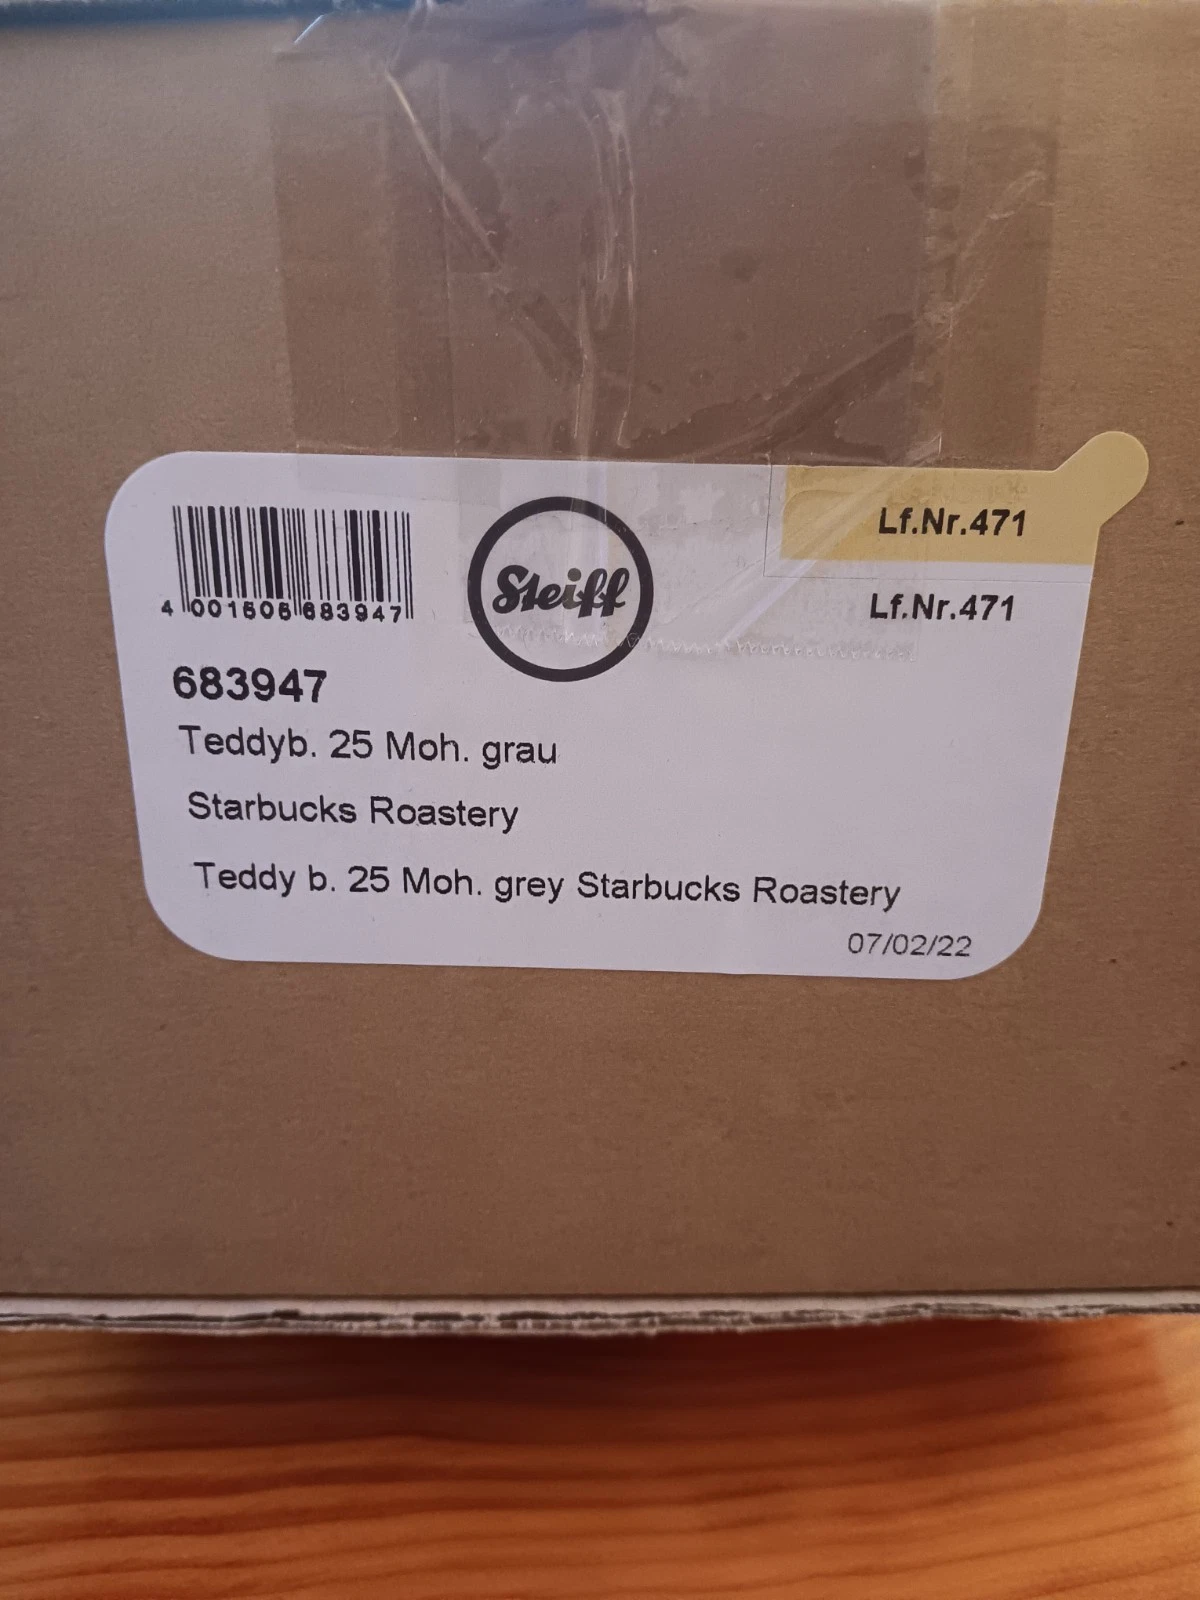 4 001505 683947
Steiff
Lf.Nr.471
Lf.Nr.471
683947
Teddyb. 25 Moh. grau
Starbucks Roastery
Teddy b. 25 Moh. grey Starbucks Roastery
07/02/22